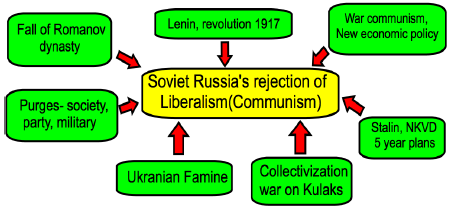 Fall of Romanov
dynasty
Lenin, revolution 1917
War communism,
New economic policy
Soviet Russia's rejection of
Liberalism(Communism)
Purges- society,
party, military
Stalin, NKVD
5 year plans
Ukranian Famine
Collectivization
war on Kulaks